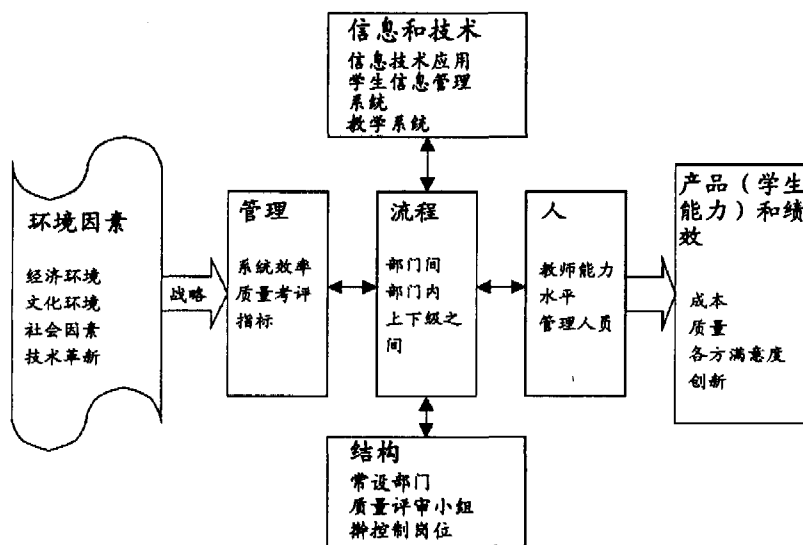 信息和技术
信息技术应用
学生信息管理
系统
教学系统
环境因素
经济环境
文化环境
社会因素
技术革新
战略
管理
系统效率
质量考评
指标
流程
部门间
部门内
上下级之
间
人
教师能力
水平
管理人员
产品（学生
能力）和绩
效
成本
质量
各方满意度
创新
结构
常设部门
质量评审小组
控制岗位